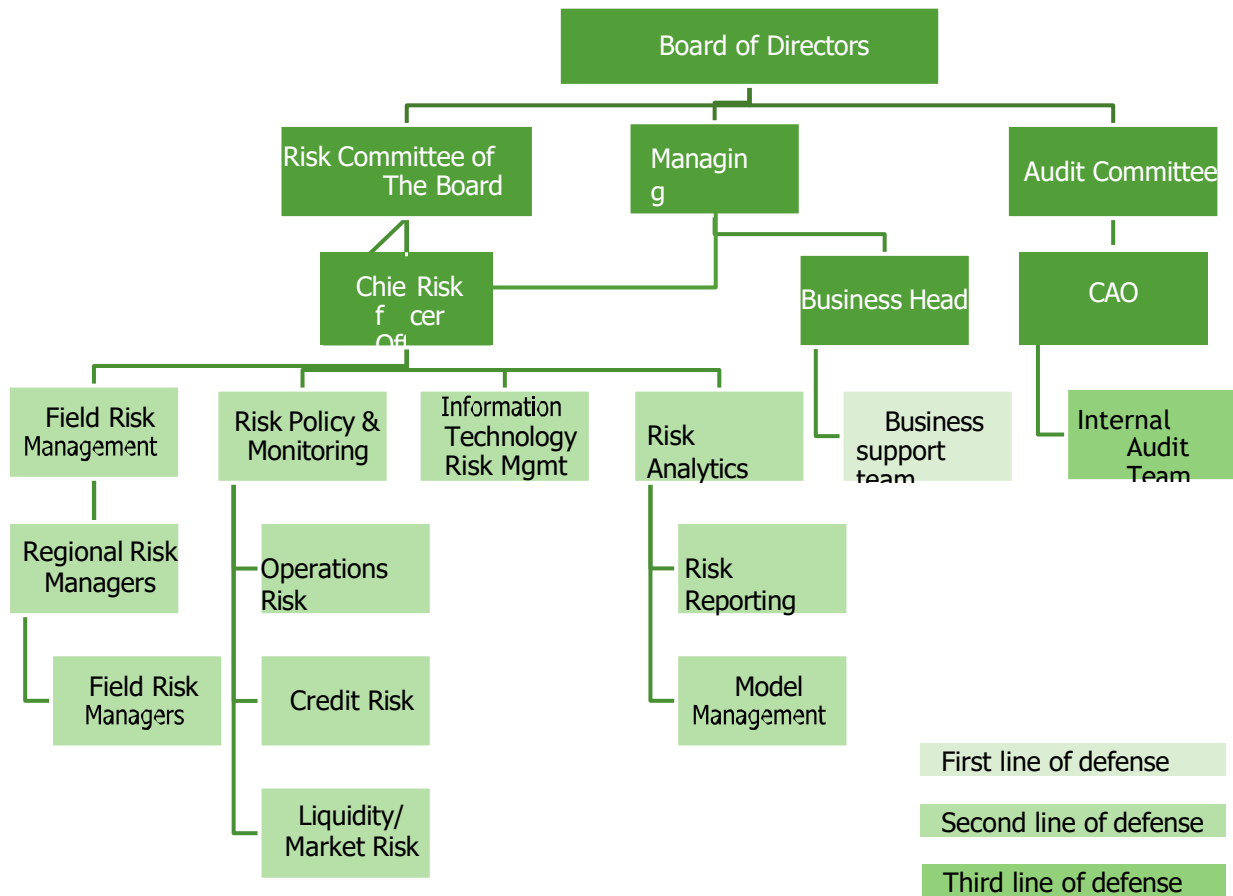 Board of Directors
Risk Committee of
The Board
Managin
g
Audit Committee
Chie Risk
f cer
Off
Business Head
CAO
Field Risk
Management
Risk Policy &
Monitoring
Information
Technology
Risk Mgmt
Risk
Analytics
Business
support
team
Internal
Audit
Team
Regional Risk
Managers
Operations
Risk
Risk
Reporting
Field Risk
Managers
Credit Risk
Model
Management
Liquidity/
Market Risk
First line of defense
Second line of defense
Third line of defense